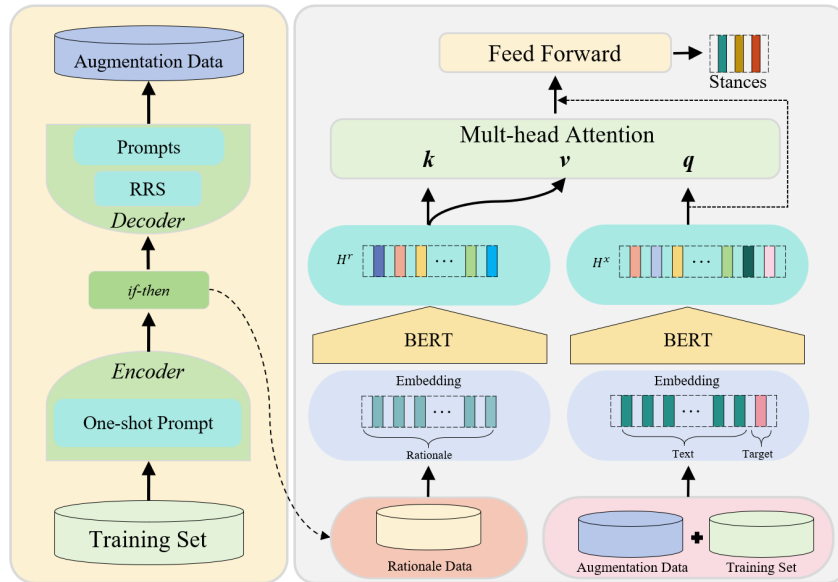 Augmentation Data
Prompts
RRS
Decoder
if-then
Encoder
One-shot Prompt
Training Set
Feed Forward
Stances
Mult-head Attention
k v q
H^r ...
H^x ...
BERT
BERT
Embedding
...
Rationale
Embedding
...
Text Target
Rationale Data
Augmentation Data + Training Set